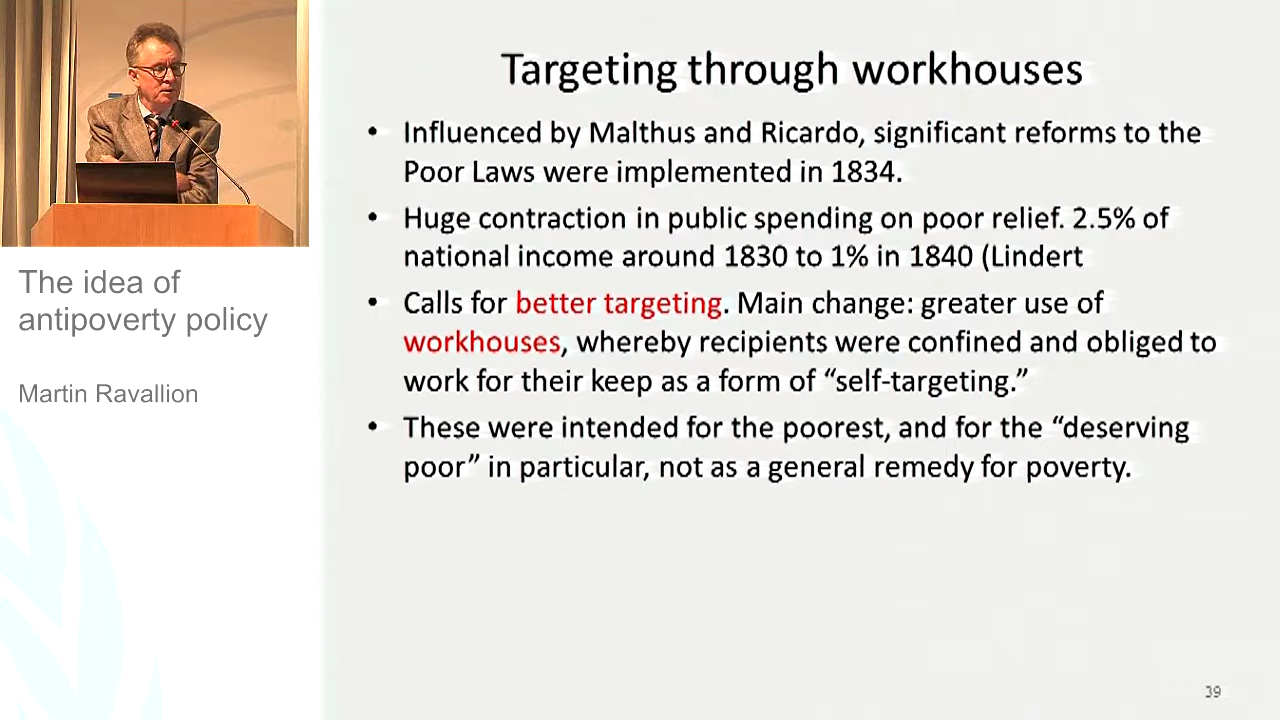 The idea of
antipoverty policy
Martin Ravallion
Targeting through workhouses
• Influenced by Malthus and Ricardo, significant reforms to the
Poor Laws were implemented in 1834.
• Huge contraction in public spending on poor relief. 2.5% of
national income around 1830 to 1% in 1840 (Lindert
• Calls for better targeting. Main change: greater use of
workhouses, whereby recipients were confined and obliged to
work for their keep as a form of “self-targeting.”
• These were intended for the poorest, and for the “deserving
poor” in particular, not as a general remedy for poverty.
39